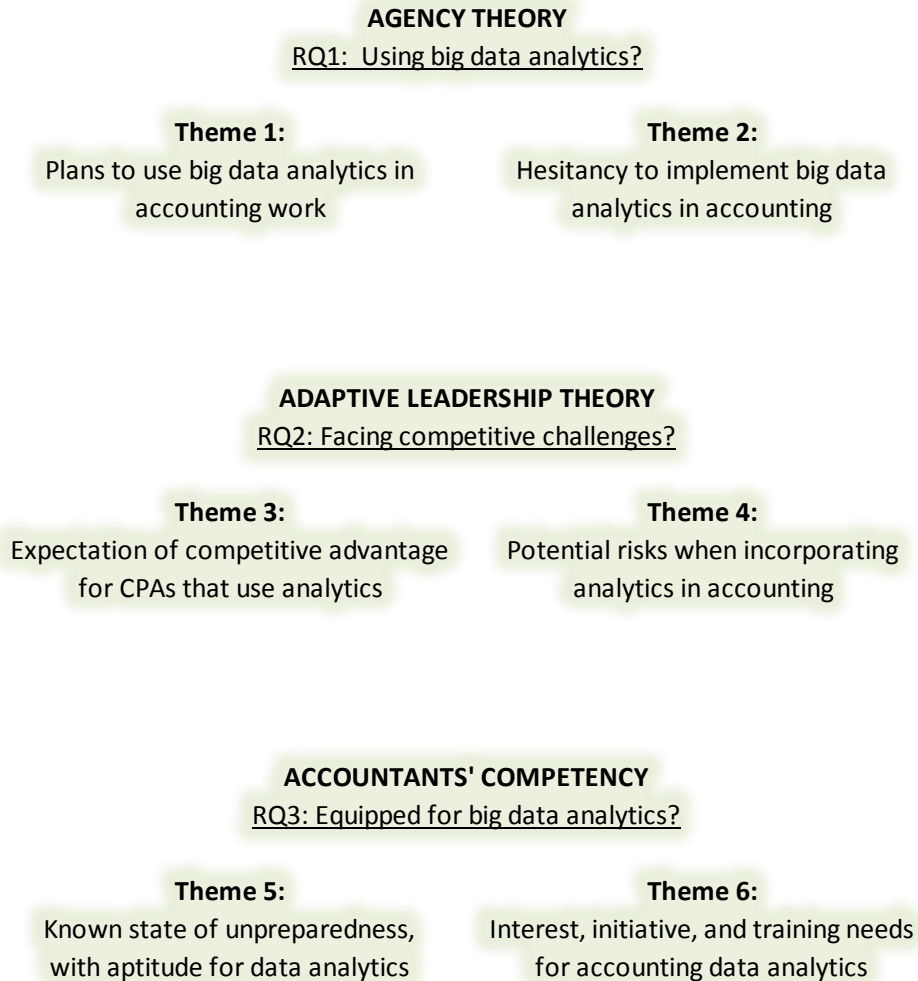 AGENCY THEORY
RQ1: Using big data analytics?
Theme 1:
Plans to use big data analytics in
accounting work
Theme 2:
Hesitancy to implement big data
analytics in accounting
ADAPTIVE LEADERSHIP THEORY
RQ2: Facing competitive challenges?
Theme 3:
Expectation of competitive advantage
for CPAs that use analytics
Theme 4:
Potential risks when incorporating
analytics in accounting
ACCOUNTANTS' COMPETENCY
RQ3: Equipped for big data analytics?
Theme 5:
Known state of unpreparedness,
with aptitude for data analytics
Theme 6:
Interest, initiative, and training needs
for accounting data analytics